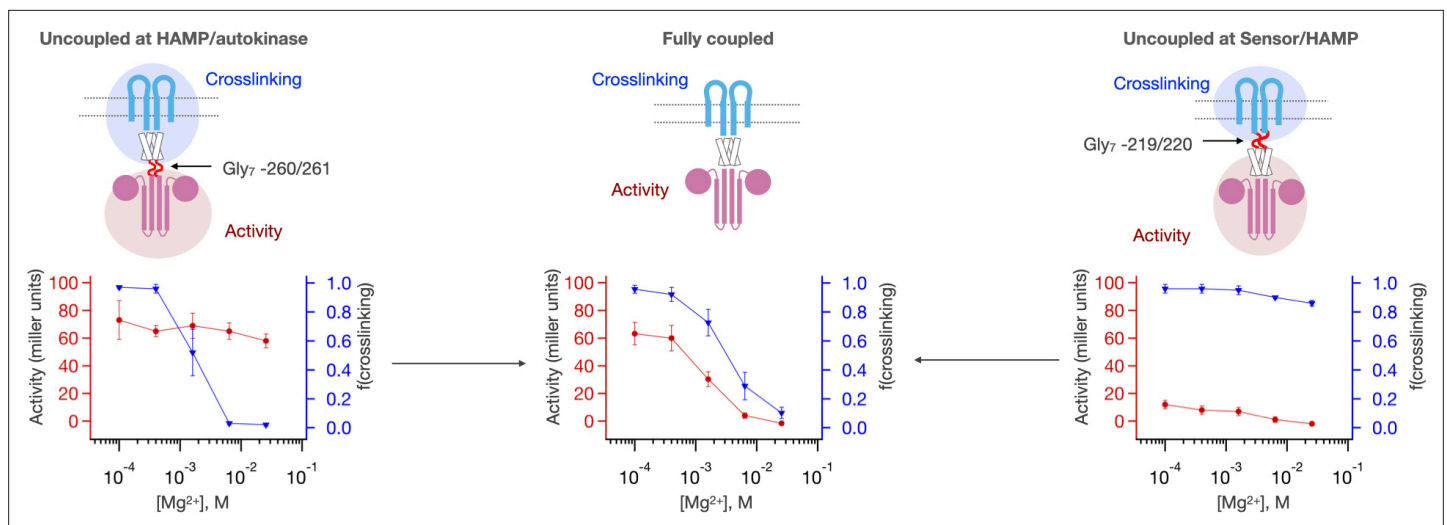 Uncoupled at HAMP/autokinase
Crosslinking
Gly₇ -260/261
Activity
Activity (miller units)
100
80
60
40
20
0
1.0
0.8
0.6
0.4
0.2
0.0
f(crosslinking)
10⁻⁴ 10⁻³ 10⁻² 10⁻¹
[Mg²⁺], M
Fully coupled
Crosslinking
Activity
Activity (miller units)
100
80
60
40
20
0
1.0
0.8
0.6
0.4
0.2
0.0
f(crosslinking)
10⁻⁴ 10⁻³ 10⁻² 10⁻¹
[Mg²⁺], M
Uncoupled at Sensor/HAMP
Crosslinking
Gly₇ -219/220
Activity
Activity (miller units)
100
80
60
40
20
0
1.0
0.8
0.6
0.4
0.2
0.0
f(crosslinking)
10⁻⁴ 10⁻³ 10⁻² 10⁻¹
[Mg²⁺], M